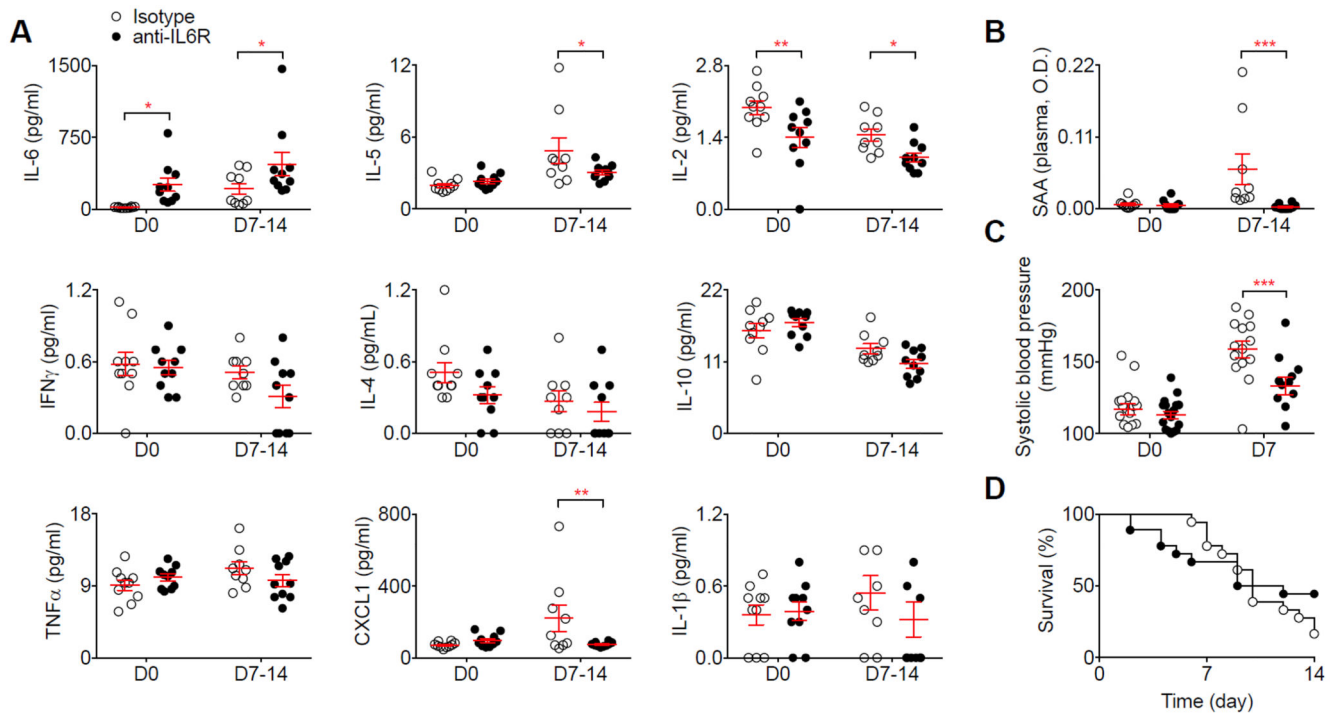 A
Isotype
anti-IL6R
IL-6 (pg/ml)
1500
750
0
*
*
D0
D7-14
IL-5 (pg/ml)
12
6
0
*
D0
D7-14
IL-2 (pg/ml)
2.8
1.4
0.0
**
*
D0
D7-14
B
SAA (plasma, O.D.)
0.22
0.11
0.00
***
D0
D7-14
IFNγ (pg/ml)
1.2
0.6
0.0
D0
D7-14
IL-4 (pg/mL)
1.2
0.6
0.0
D0
D7-14
IL-10 (pg/ml)
22
11
0
D0
D7-14
C
Systolic blood pressure
(mmHg)
200
150
100
***
D0
D7
TNFα (pg/ml)
18
9
0
D0
D7-14
CXCL1 (pg/ml)
800
400
0
**
D0
D7-14
IL-1β (pg/ml)
1.2
0.6
0.0
D0
D7-14
D
Survival (%)
100
50
0
0
7
14
Time (day)